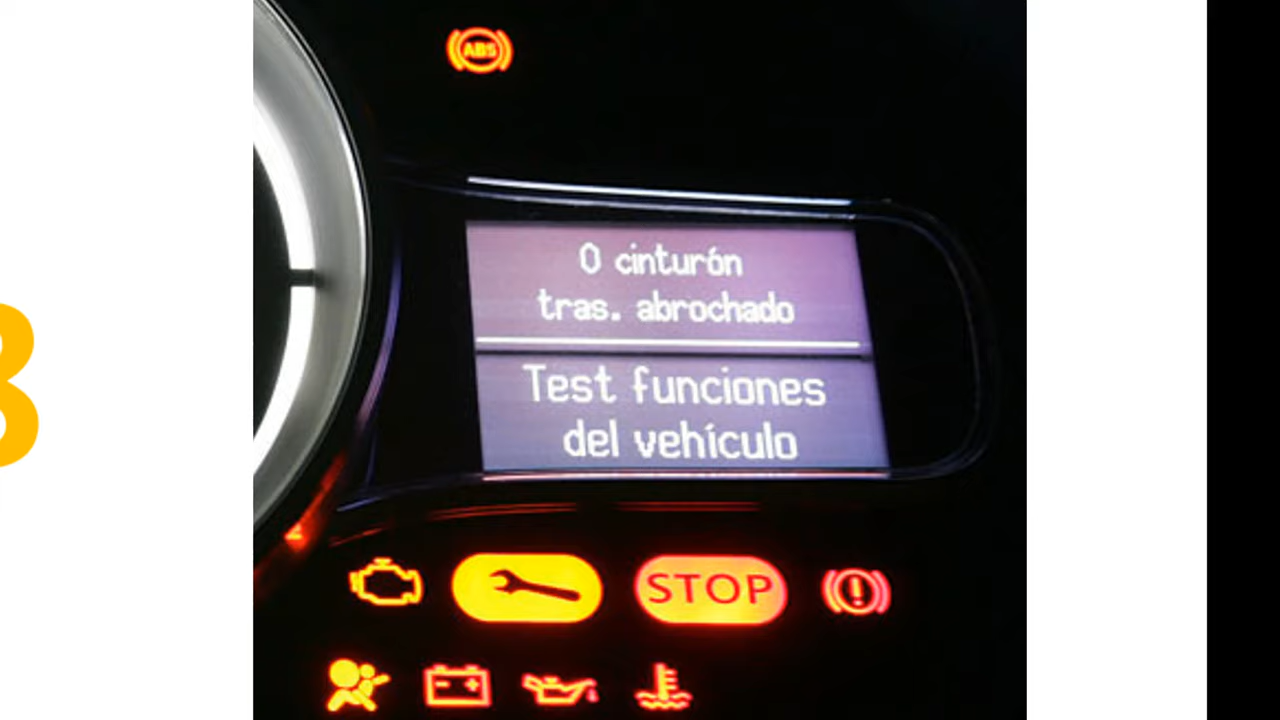 ABS
0 cinturón
tras. abrochado
Test funciones
del vehículo
STOP